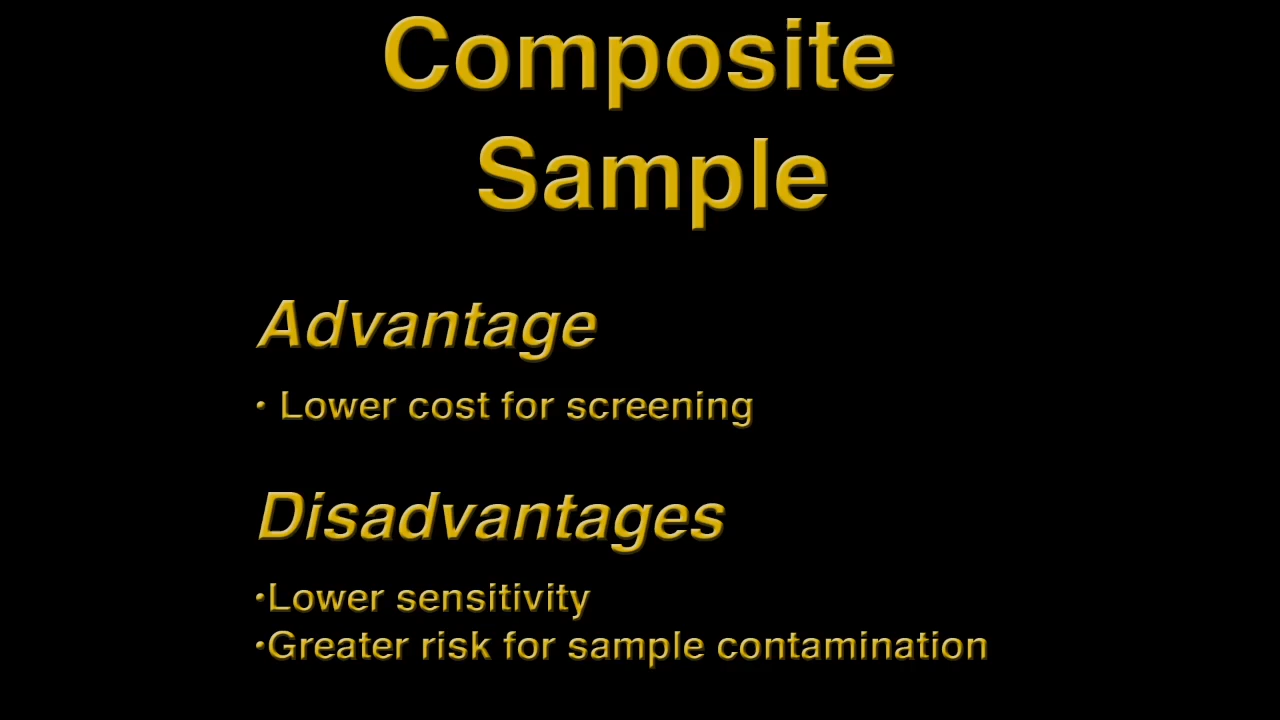 Composite
Sample
Advantage
• Lower cost for screening
Disadvantages
•Lower sensitivity
•Greater risk for sample contamination